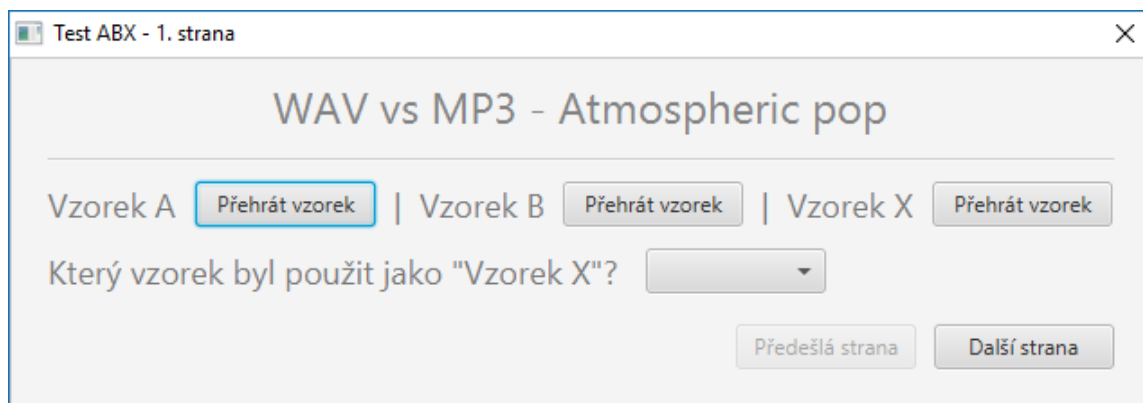 Test ABX - 1. strana
WAV vs MP3 - Atmospheric pop
Vzorek A Přehrát vzorek | Vzorek B Přehrát vzorek | Vzorek X Přehrát vzorek
Který vzorek byl použit jako "Vzorek X"?
Předešlá strana Další strana